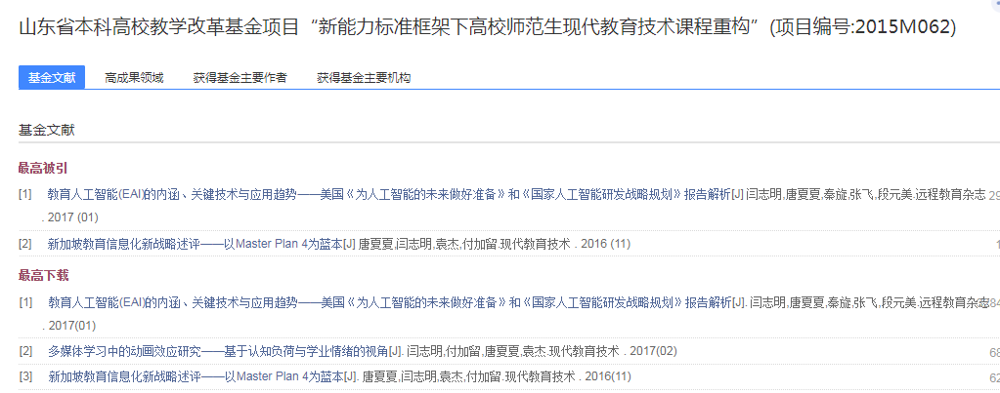 山东省本科高校教学改革基金项目“新能力标准框架下高校师范生现代教育技术课程重构”(项目编号:2015M062)
基金文献 高成果领域 获得基金主要作者 获得基金主要机构
基金文献
最高被引
[1] 教育人工智能(EAI)的内涵、关键技术与应用趋势——美国《为人工智能的未来做好准备》和《国家人工智能研发战略规划》报告解析[J] 闫志明,唐夏夏,秦旋,张飞,段元美.远程教育杂志
. 2017 (01)
[2] 新加坡教育信息化新战略述评——以Master Plan 4为蓝本[J] 唐夏夏,闫志明,袁杰,付加留.现代教育技术 . 2016 (11)
最高下载
[1] 教育人工智能(EAI)的内涵、关键技术与应用趋势——美国《为人工智能的未来做好准备》和《国家人工智能研发战略规划》报告解析[J]. 闫志明,唐夏夏,秦旋,张飞,段元美.远程教育杂志
. 2017(01)
[2] 多媒体学习中的动画效应研究——基于认知负荷与学业情绪的视角[J]. 闫志明,付加留,唐夏夏,袁杰.现代教育技术 . 2017(02)
[3] 新加坡教育信息化新战略述评——以Master Plan 4为蓝本[J]. 唐夏夏,闫志明,袁杰,付加留.现代教育技术 . 2016(11)